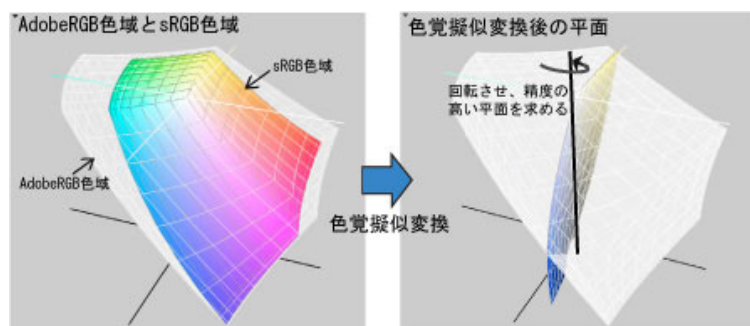 AdobeRGB色域とsRGB色域
sRGB色域
AdobeRGB色域
色覚擬似変換
色覚擬似変換後の平面
回転させ、精度の
高い平面を求める